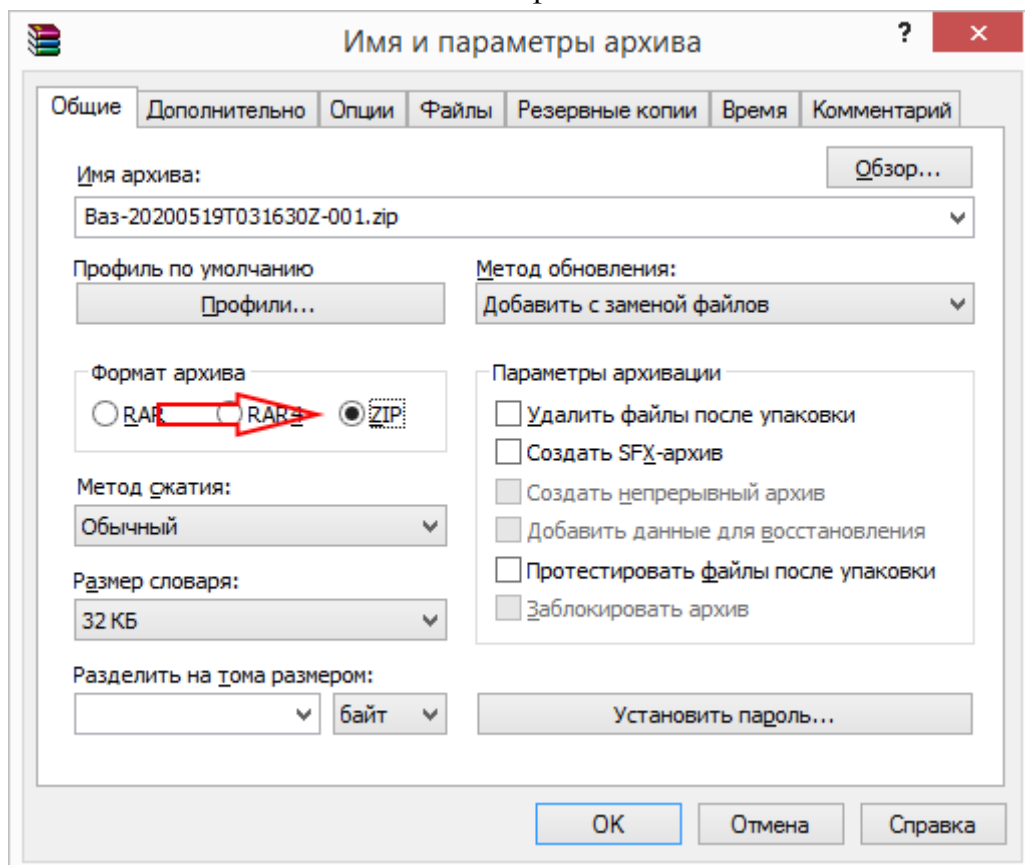 Имя и параметры архива ?
Общие Дополнительно Опции Файлы Резервные копии Время Комментарий
Имя архива: Обзор...
Ваз-20200519T031630Z-001.zip
Профиль по умолчанию Метод обновления:
Профили... Добавить с заменой файлов
Формат архива Параметры архивации
RAR RAR4 ZIP Удалить файлы после упаковки
Создать SFX-архив
Метод сжатия: Создать непрерывный архив
Обычный Добавить данные для восстановления
Размер словаря: Протестировать файлы после упаковки
32 КБ Заблокировать архив
Разделить на тома размером:
байт Установить пароль...
ОК Отмена Справка